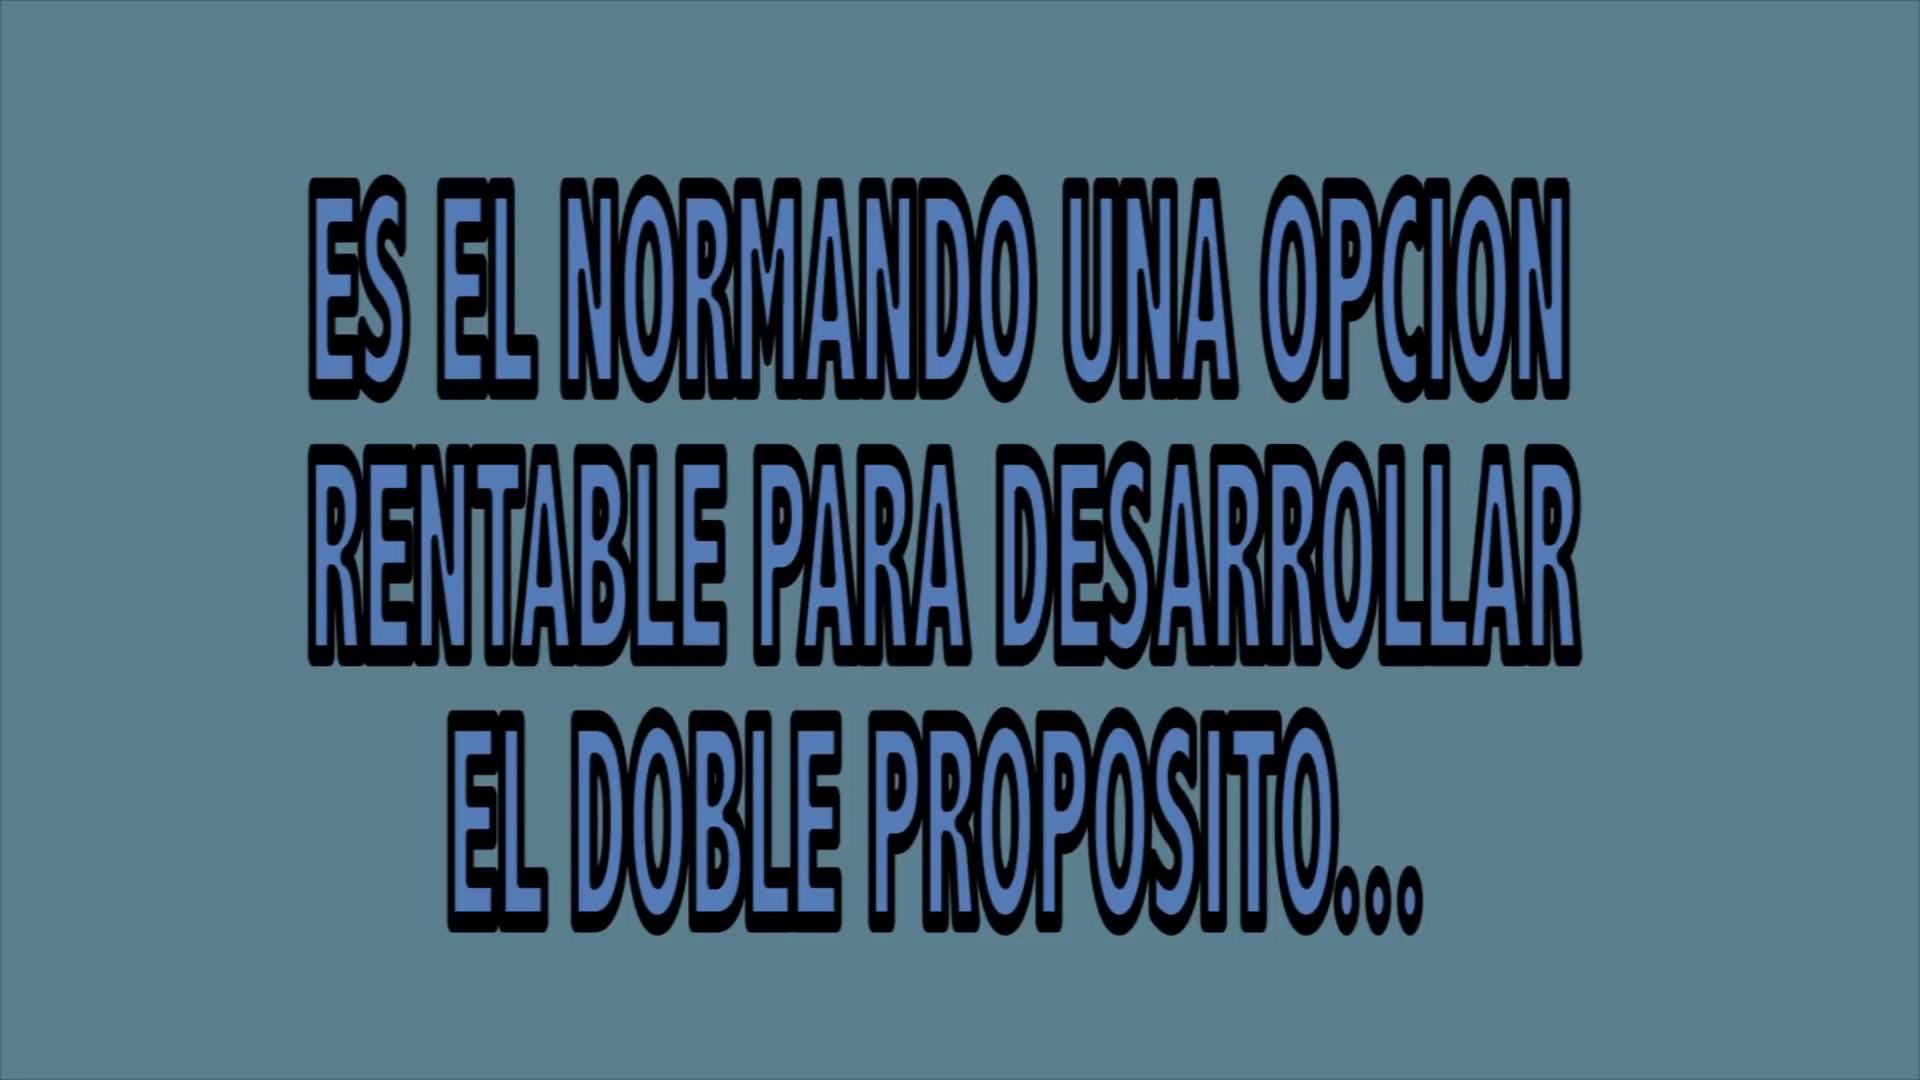 ES EL NORMANDO UNA OPCION
RENTABLE PARA DESARROLLAR
EL DOBLE PROPOSITO...